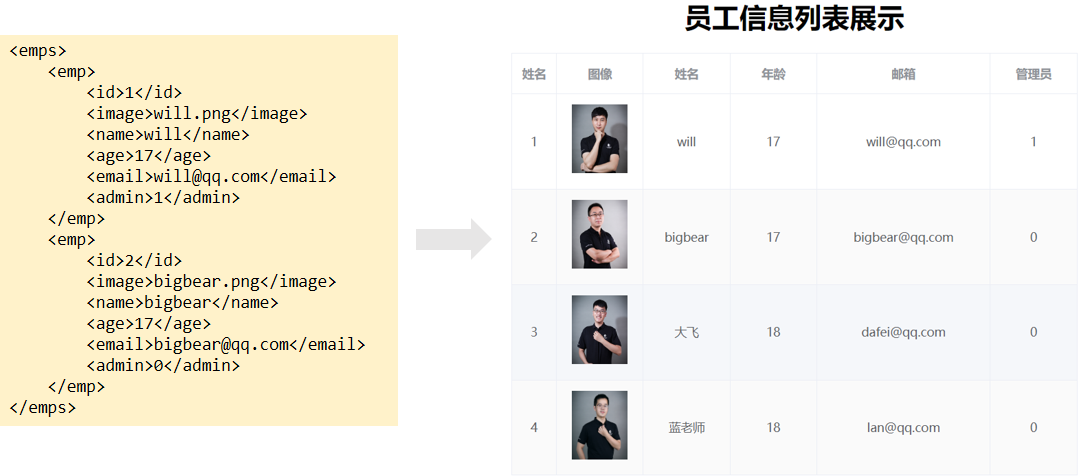 员工信息列表展示
<emps>
<emp>
<id>1</id>
<image>will.png</image>
<name>will</name>
<age>17</age>
<email>will@qq.com</email>
<admin>1</admin>
</emp>
<emp>
<id>2</id>
<image>bigbear.png</image>
<name>bigbear</name>
<age>17</age>
<email>bigbear@qq.com</email>
<admin>0</admin>
</emp>
</emps>
姓名 图像 姓名 年龄 邮箱 管理员
1 will 17 will@qq.com 1
2 bigbear 17 bigbear@qq.com 0
3 大飞 18 dafei@qq.com 0
4 蓝老师 18 lan@qq.com 0